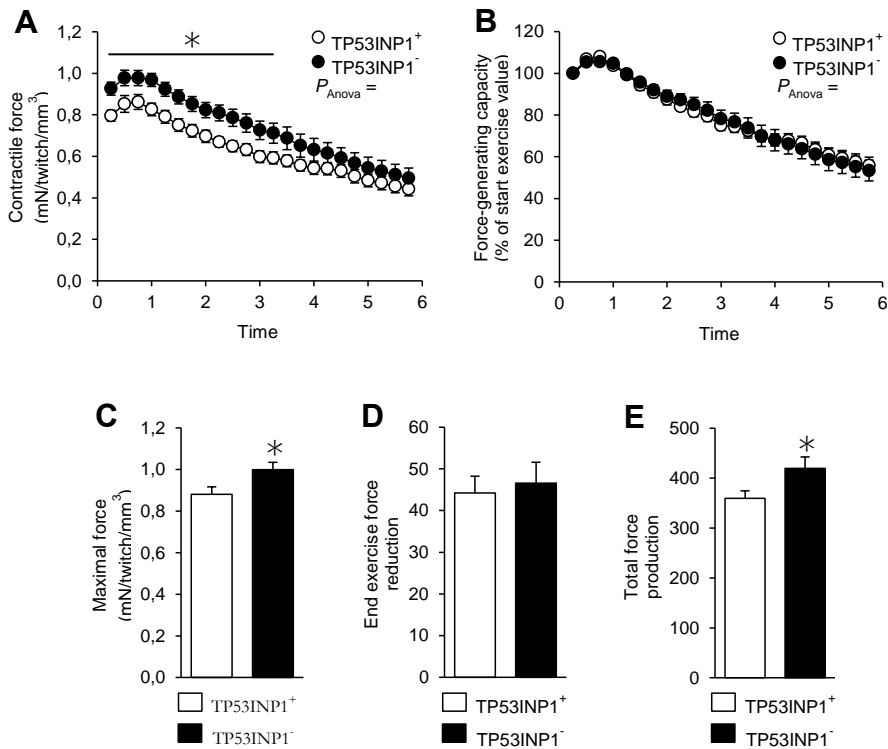 A
1,2
1,0
0,8
0,6
0,4
0,2
0,0
Contractile force
(mN/twitch/mm³)
*
TP53INP1⁺
TP53INP1⁻
P Anova =
0 1 2 3 4 5 6
Time
B
120
100
80
60
40
20
0
Force-generating capacity
(% of start exercise value)
TP53INP1⁺
TP53INP1⁻
P Anova =
0 1 2 3 4 5 6
Time
C
1,2
1,0
0,8
0,6
0,4
0,2
0,0
Maximal force
(mN/twitch/mm³)
*
TP53INP1⁺
TP53INP1⁻
D
60
50
40
30
20
10
0
End exercise force
reduction
TP53INP1⁺
TP53INP1⁻
E
500
400
300
200
100
0
Total force
production
*
TP53INP1⁺
TP53INP1⁻